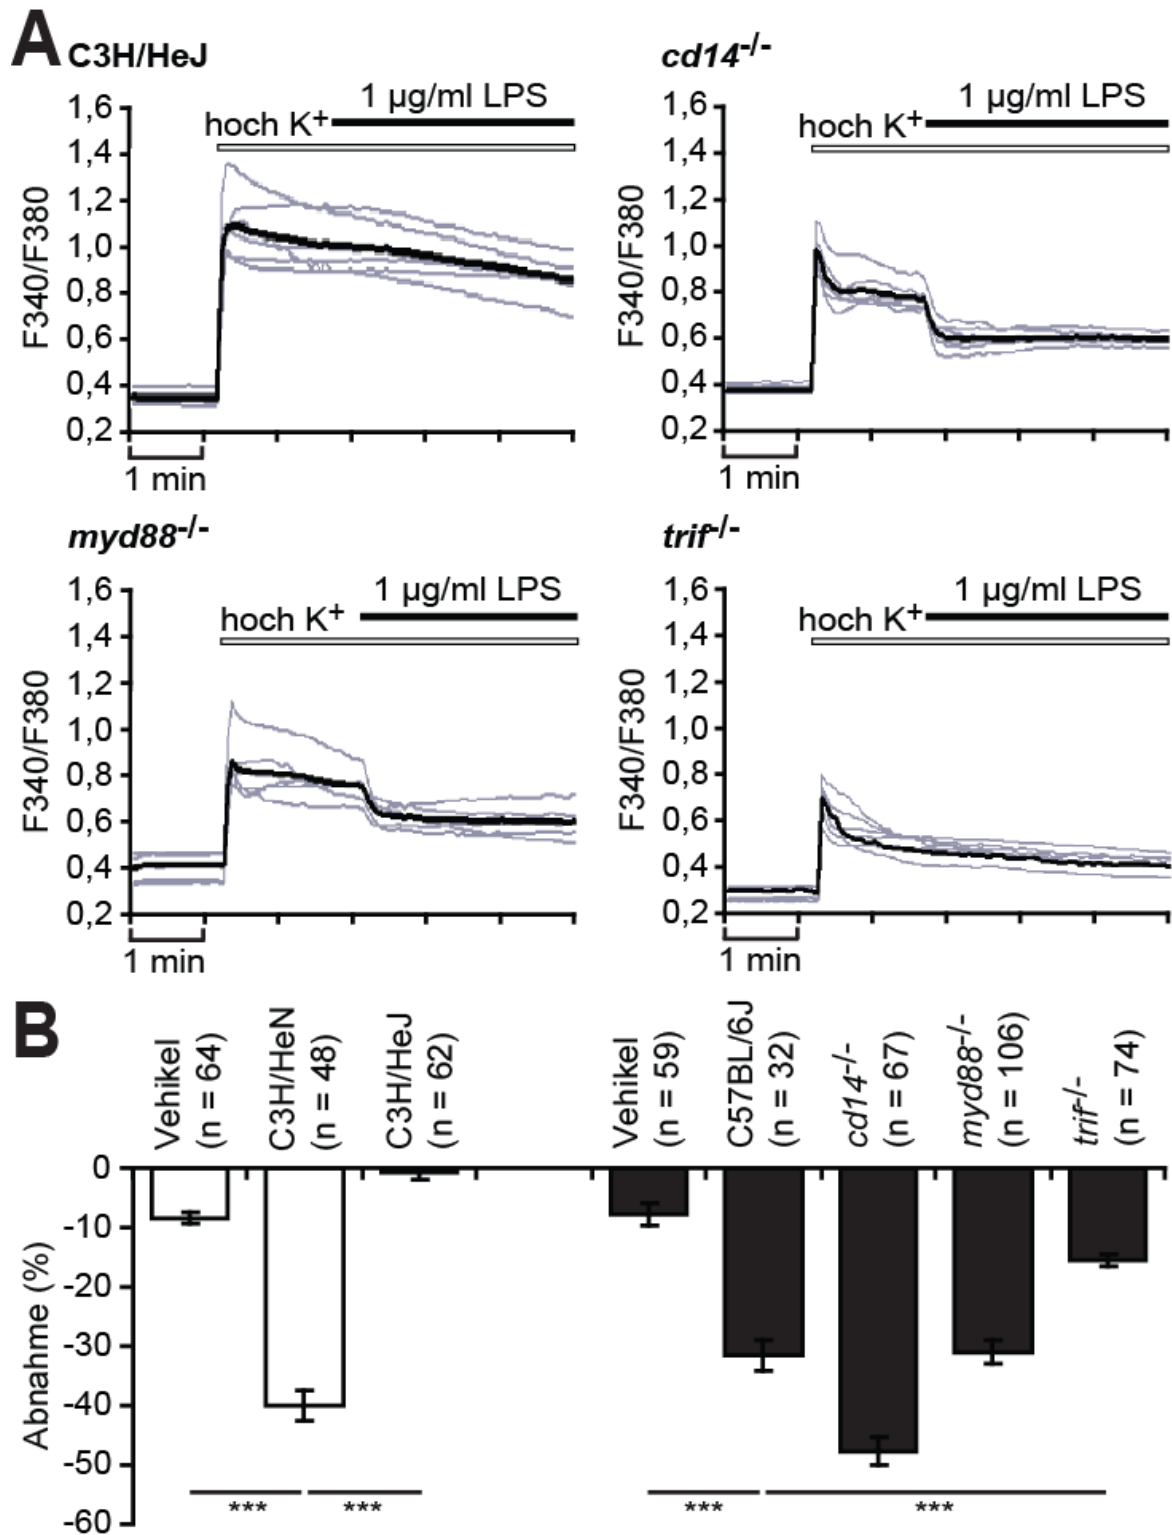 A
C3H/HeJ
1 µg/ml LPS
hoch K+
F340/F380
1,6
1,4
1,2
1,0
0,8
0,6
0,4
0,2
1 min
cd14-/-
1 µg/ml LPS
hoch K+
F340/F380
1,6
1,4
1,2
1,0
0,8
0,6
0,4
0,2
1 min
myd88-/-
1 µg/ml LPS
hoch K+
F340/F380
1,6
1,4
1,2
1,0
0,8
0,6
0,4
0,2
1 min
trif-/-
1 µg/ml LPS
hoch K+
F340/F380
1,6
1,4
1,2
1,0
0,8
0,6
0,4
0,2
1 min
B
Vehikel
(n = 64)
C3H/HeN
(n = 48)
C3H/HeJ
(n = 62)
Vehikel
(n = 59)
C57BL/6J
(n = 32)
cd14-/-
(n = 67)
myd88-/-
(n = 106)
trif-/-
(n = 74)
Abnahme (%)
0
-10
-20
-30
-40
-50
-60
***
***
***
***